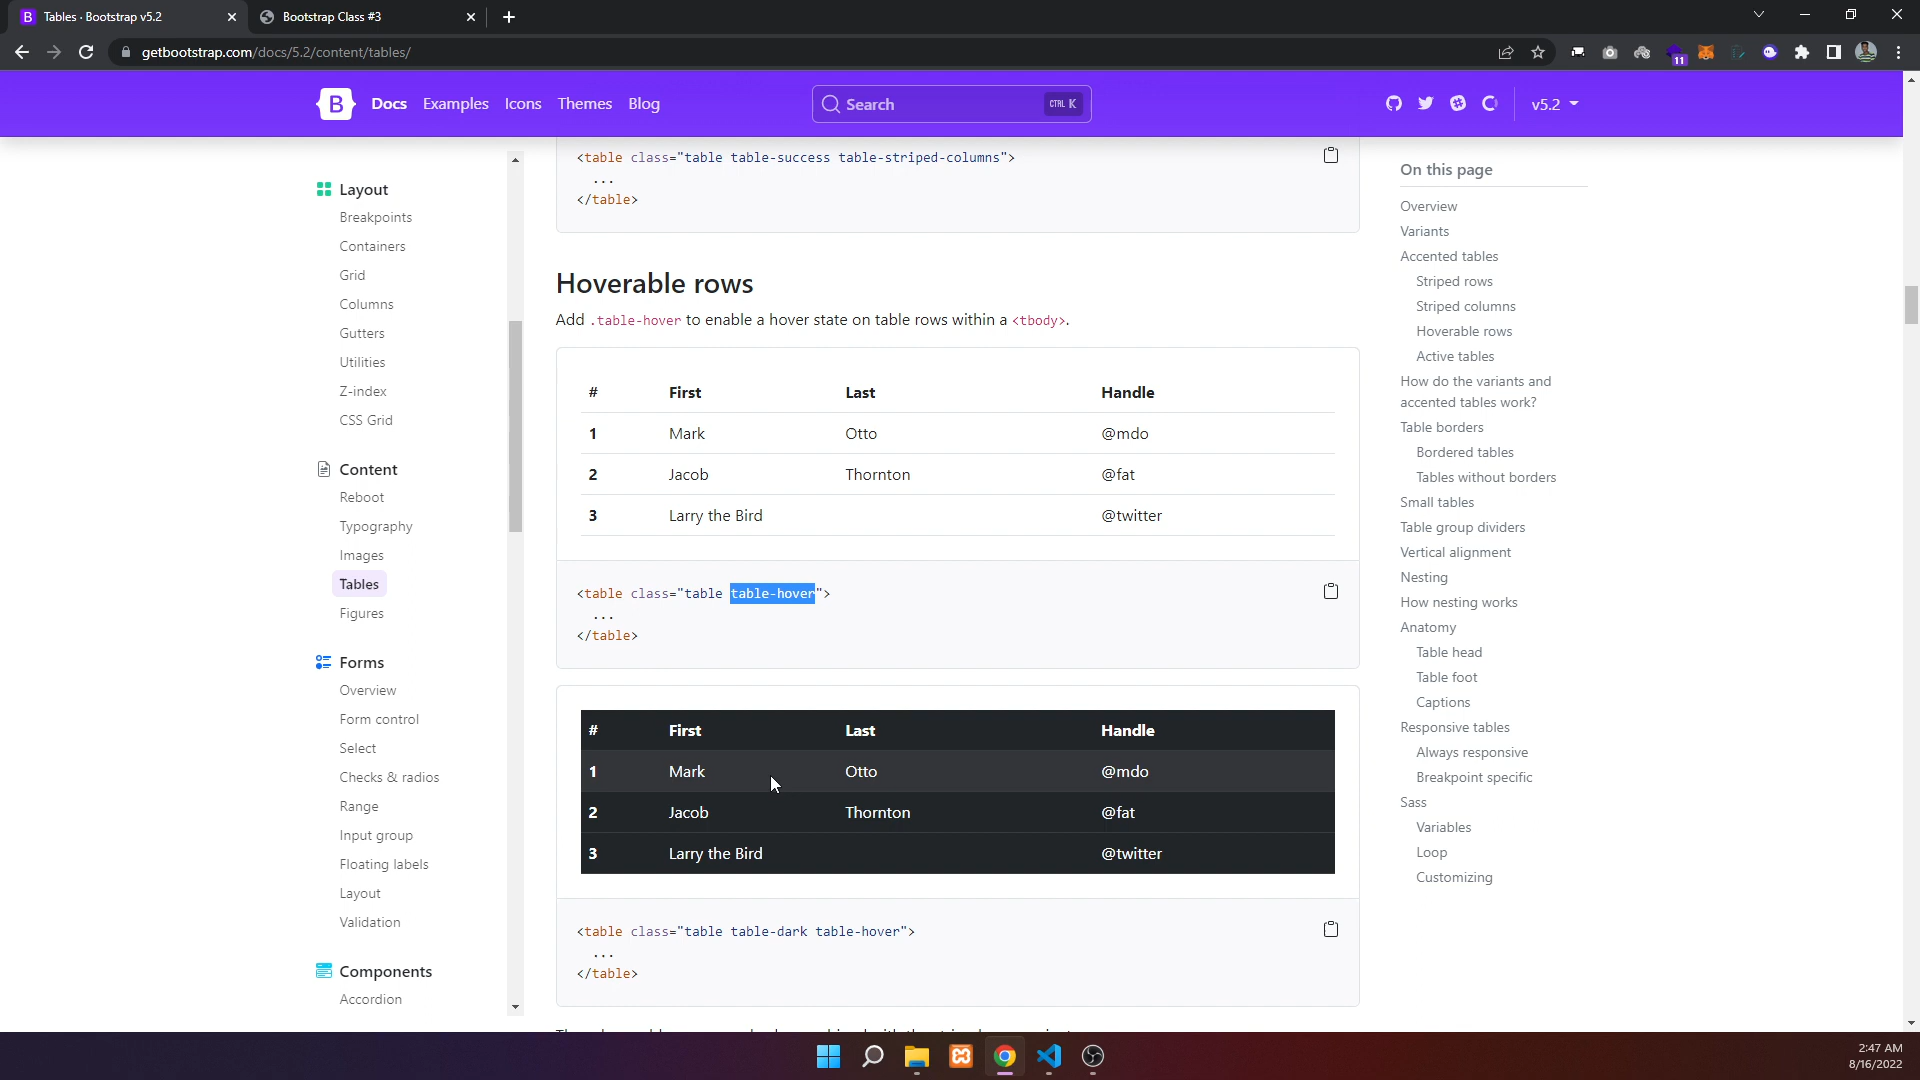 Tables · Bootstrap v5.2
Bootstrap Class #3
getbootstrap.com/docs/5.2/content/tables/
11
B
Docs
Examples
Icons
Themes
Blog
Search
CTRL K
v5.2
Layout
Breakpoints
Containers
Grid
Columns
Gutters
Utilities
Z-index
CSS Grid
Content
Reboot
Typography
Images
Tables
Figures
Forms
Overview
Form control
Select
Checks & radios
Range
Input group
Floating labels
Layout
Validation
Components
Accordion
<table class="table table-success table-striped-columns">
...
</table>
Hoverable rows
Add .table-hover to enable a hover state on table rows within a <tbody>.
# First Last Handle
1 Mark Otto @mdo
2 Jacob Thornton @fat
3 Larry the Bird @twitter
<table class="table table-hover">
...
</table>
# First Last Handle
1 Mark Otto @mdo
2 Jacob Thornton @fat
3 Larry the Bird @twitter
<table class="table table-dark table-hover">
...
</table>
On this page
Overview
Variants
Accented tables
Striped rows
Striped columns
Hoverable rows
Active tables
How do the variants and
accented tables work?
Table borders
Bordered tables
Tables without borders
Small tables
Table group dividers
Vertical alignment
Nesting
How nesting works
Anatomy
Table head
Table foot
Captions
Responsive tables
Always responsive
Breakpoint specific
Sass
Variables
Loop
Customizing
2:47 AM
8/16/2022